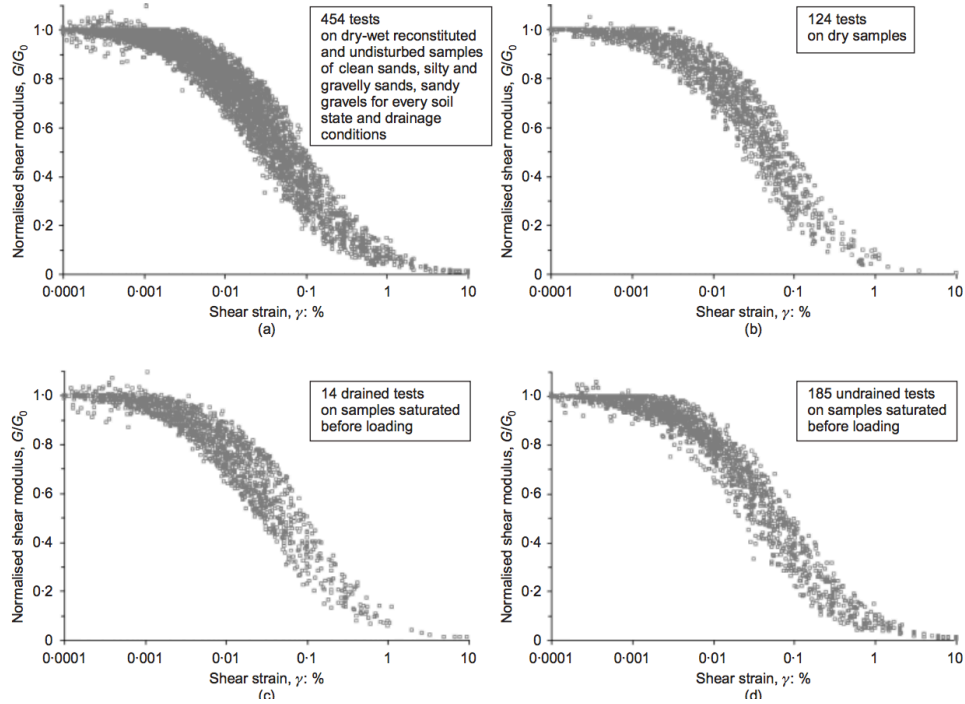 1·0
0·8
0·6
0·4
0·2
0
Normalised shear modulus, G/G0
454 tests
on dry-wet reconstituted
and undisturbed samples
of clean sands, silty and
gravelly sands, sandy
gravels for every soil
state and drainage
conditions
0·0001 0·001 0·01 0·1 1 10
Shear strain, γ: %
(a)
1·0
0·8
0·6
0·4
0·2
0
Normalised shear modulus, G/G0
124 tests
on dry samples
0·0001 0·001 0·01 0·1 1 10
Shear strain, γ: %
(b)
1·0
0·8
0·6
0·4
0·2
0
Normalised shear modulus, G/G0
14 drained tests
on samples saturated
before loading
0·0001 0·001 0·01 0·1 1 10
Shear strain, γ: %
(c)
1·0
0·8
0·6
0·4
0·2
0
Normalised shear modulus, G/G0
185 undrained tests
on samples saturated
before loading
0·0001 0·001 0·01 0·1 1 10
Shear strain, γ: %
(d)